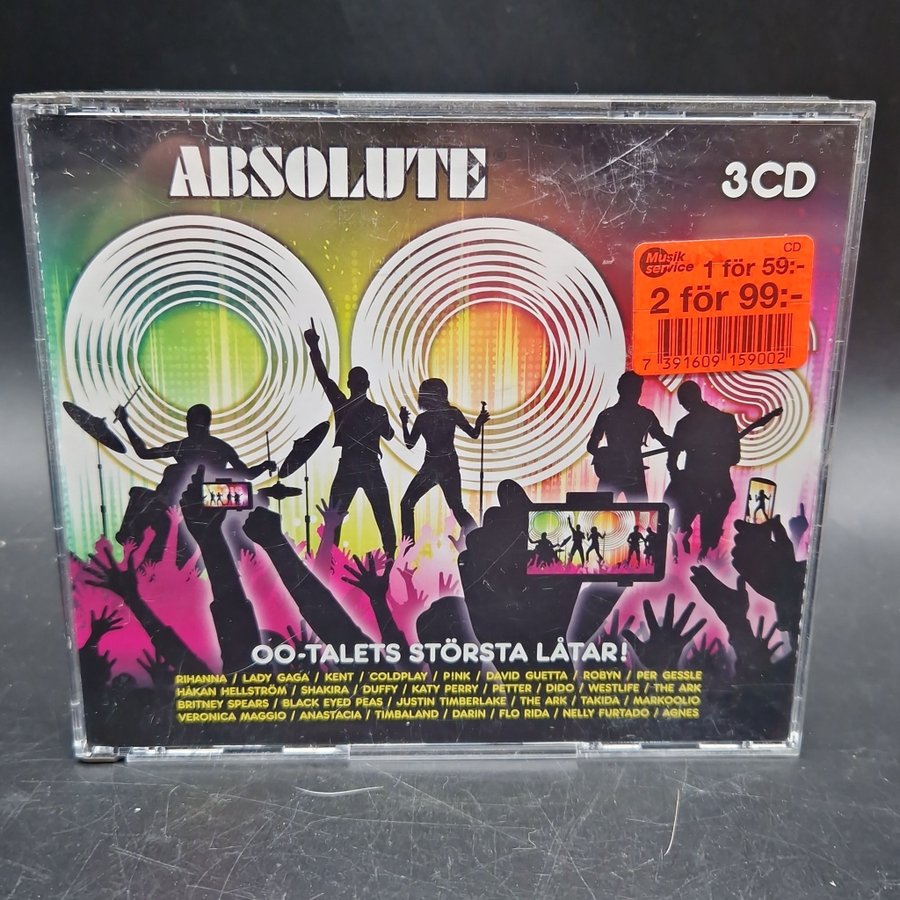 ABSOLUTE
3CD
00s
CD
Musik service
1 för 59:-
2 för 99:-
7 391609 159002
00-TALETS STÖRSTA LÅTAR!
RIHANNA / LADY GAGA / KENT / COLDPLAY / P!NK / DAVID GUETTA / ROBYN / PER GESSLE
HÅKAN HELLSTRÖM / SHAKIRA / DUFFY / KATY PERRY / PETTER / DIDO / WESTLIFE / THE ARK
BRITNEY SPEARS / BLACK EYED PEAS / JUSTIN TIMBERLAKE / THE ARK / TAKIDA / MARKOOLIO
VERONICA MAGGIO / ANASTACIA / TIMBALAND / DARIN / FLO RIDA / NELLY FURTADO / AGNES